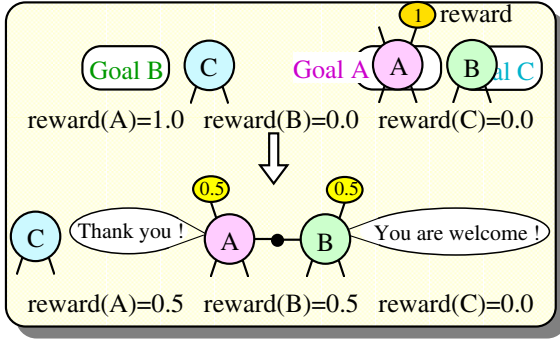 1 reward
Goal B C Goal A A B al C
reward(A)=1.0 reward(B)=0.0 reward(C)=0.0
0.5 0.5
C Thank you ! A B You are welcome !
reward(A)=0.5 reward(B)=0.5 reward(C)=0.0